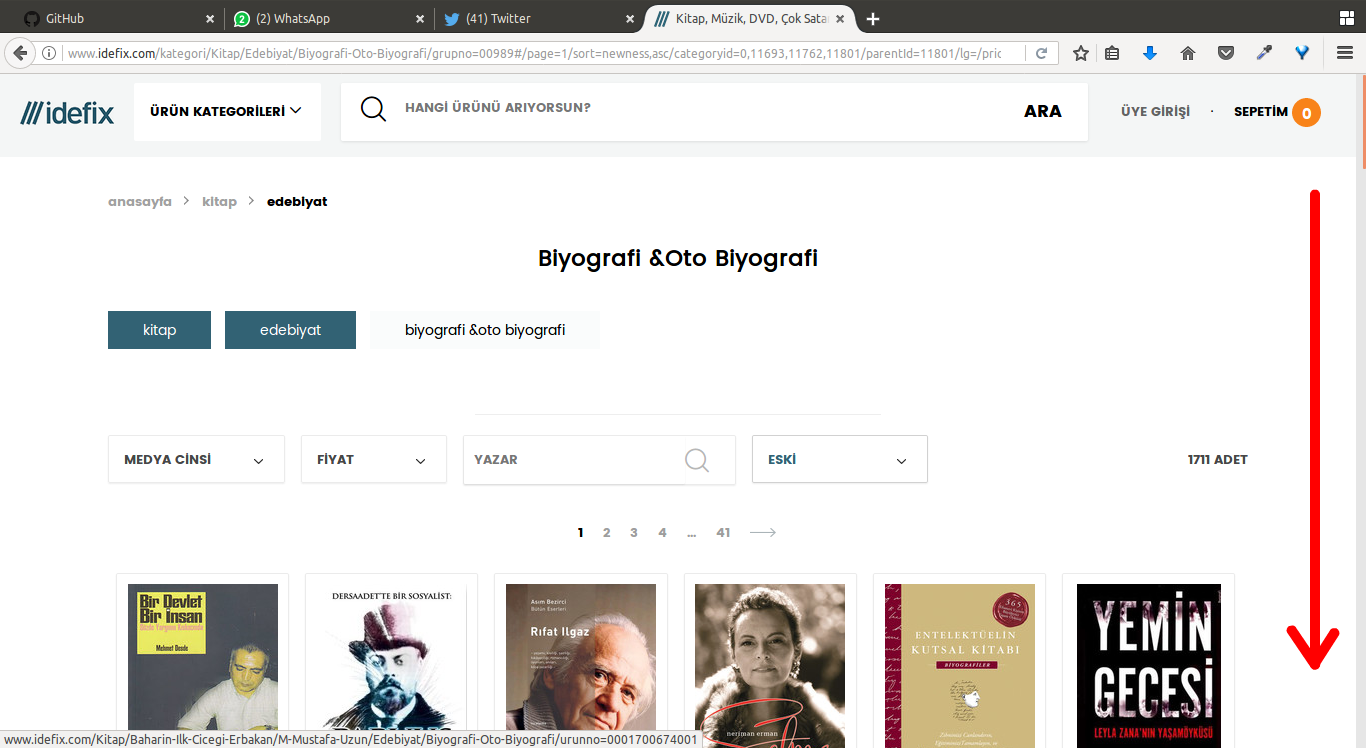 GitHub
(2) WhatsApp
(41) Twitter
Kitap, Müzik, DVD, Çok Sata
www.idefix.com/kategori/Kitap/Edebiyat/Biyografi-Oto-Biyografi/grupno=00989#/page=1/sort=newness,asc/categoryid=0,11693,11762,11801/parentId=11801/lg=/pric
idefix
ÜRÜN KATEGORİLERİ
HANGİ ÜRÜNÜ ARIYORSUN?
ARA
ÜYE GİRİŞİ
SEPETİM 0
anasayfa > kitap > edebiyat
Biyografi &Oto Biyografi
kitap
edebiyat
biyografi &oto biyografi
MEDYA CİNSİ
FİYAT
YAZAR
ESKİ
1711 ADET
1 2 3 4 ... 41
Bir Devlet
Bir İnsan
Mehmet Dezde
DERSAADET'TE BİR SOSYALİST:
Asım Bezirci
Bütün Eserleri
Rıfat Ilgaz
neriman erman
365
ENTELEKTÜELİN
KUTSAL KİTABI
BİYOGRAFİLER
YEMİN
GECESİ
LEYLA ZANA'NIN YAŞAMÖYKÜSÜ
www.idefix.com/Kitap/Baharin-Ilk-Cicegi-Erbakan/M-Mustafa-Uzun/Edebiyat/Biyografi-Oto-Biyografi/urunno=0001700674001